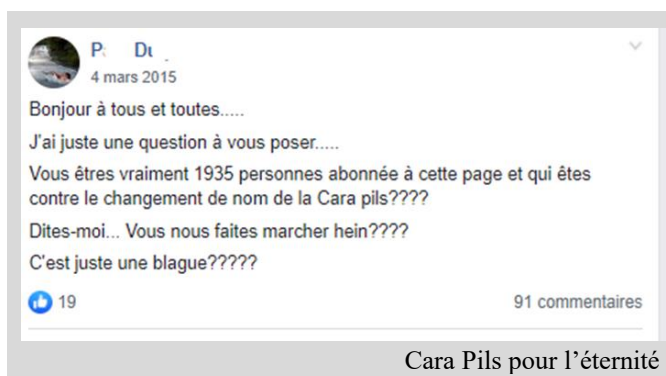 4 mars 2015
Bonjour à tous et toutes.....
J'ai juste une question à vous poser.....
Vous êtres vraiment 1935 personnes abonnée à cette page et qui êtes
contre le changement de nom de la Cara pils????
Dites-moi... Vous nous faites marcher hein????
C'est juste une blague?????
19
91 commentaires
Cara Pils pour l'éternité